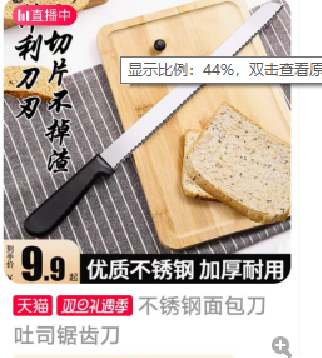 直播中
锋利刀刃
切片不掉渣
显示比例：44%，双击查看原
到手价
¥9.9起
优质不锈钢 加厚耐用
天猫 双旦礼遇季 不锈钢面包刀
吐司锯齿刀